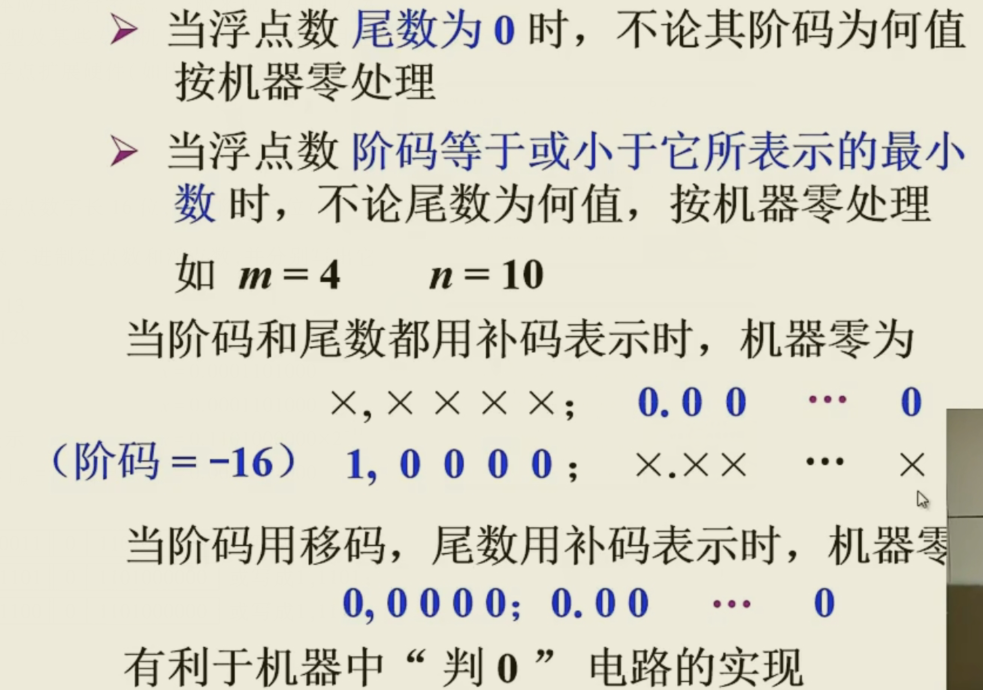 ➢ 当浮点数 尾数为 0 时，不论其阶码为何值
按机器零处理
➢ 当浮点数 阶码等于或小于它所表示的最小
数 时，不论尾数为何值，按机器零处理
如 m = 4 n = 10
当阶码和尾数都用补码表示时，机器零为
×, × × × ×； 0. 0 0 … 0
（阶码 = −16） 1, 0 0 0 0； ×. × × … ×
当阶码用移码，尾数用补码表示时，机器零
0, 0 0 0 0； 0. 0 0 … 0
有利于机器中“ 判 0 ” 电路的实现